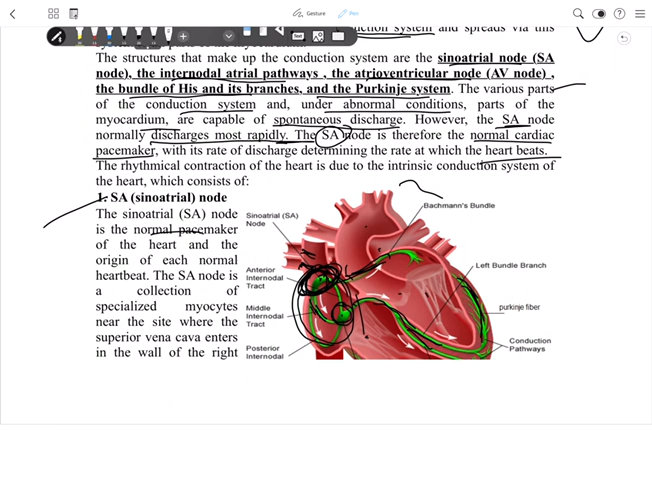 Gesture
Pen
duction system and spreads via this
The structures that make up the conduction system are the sinoatrial node (SA
node), the internodal atrial pathways , the atrioventricular node (AV node) ,
the bundle of His and its branches, and the Purkinje system. The various parts
of the conduction system and, under abnormal conditions, parts of the
myocardium, are capable of spontaneous discharge. However, the SA node
normally discharges most rapidly. The SA node is therefore the normal cardiac
pacemaker, with its rate of discharge determining the rate at which the heart beats.
The rhythmical contraction of the heart is due to the intrinsic conduction system of
the heart, which consists of:
1. SA (sinoatrial) node
The sinoatrial (SA) node
is the normal pacemaker
of the heart and the
origin of each normal
heartbeat. The SA node is
a collection of
specialized myocytes
near the site where the
superior vena cava enters
in the wall of the right
Sinoatrial (SA)
Node
Anterior
Internodal
Tract
Middle
Internodal
Tract
Posterior
Internodal
Bachmann's Bundle
Left Bundle Branch
purkinje fiber
Conduction
Pathways